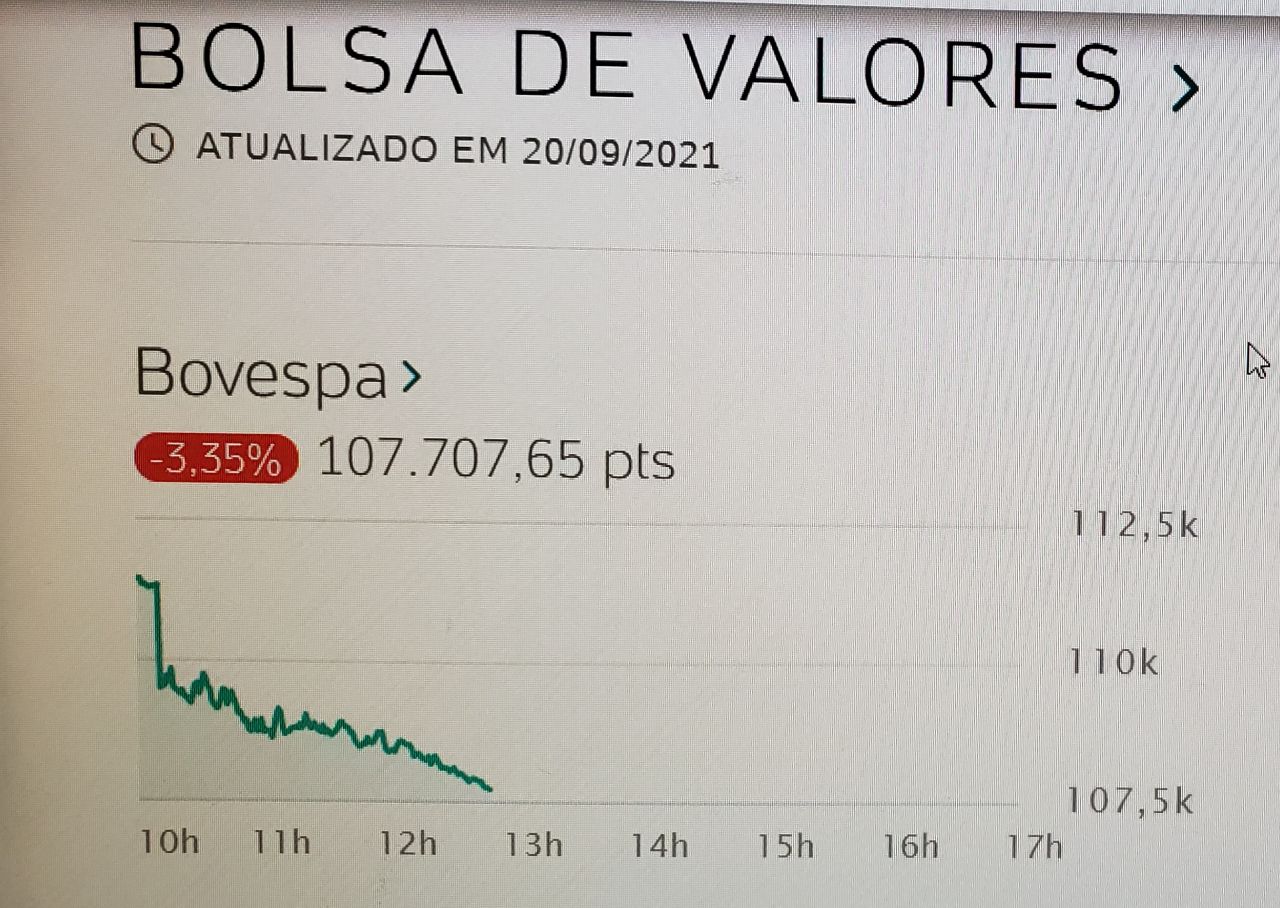 BOLSA DE VALORES >
ATUALIZADO EM 20/09/2021
Bovespa >
-3,35% 107.707,65 pts
112,5k
110k
107,5k
10h 11h 12h 13h 14h 15h 16h 17h